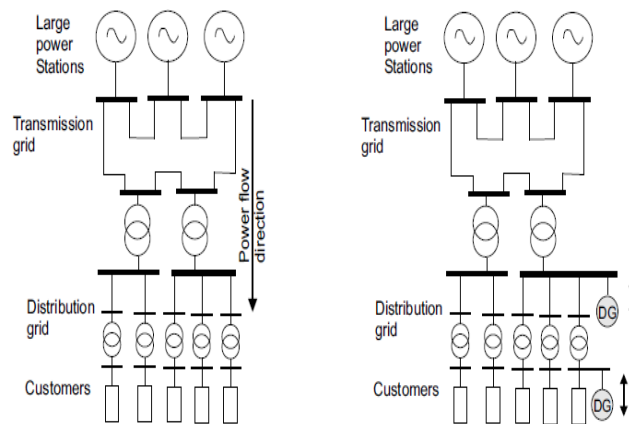 Large
power
Stations
Transmission
grid
Power flow
direction
Distribution
grid
Customers
Large
power
Stations
Transmission
grid
Distribution
grid
DG
Customers
DG